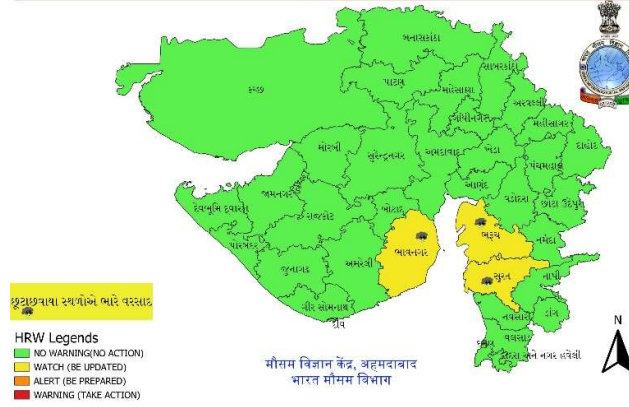 બનાસકાંઠા
પાટણ
સાબરકાંઠા
કચ્છ
મહેસાણા
અરવલ્લી
ગાંધીનગર
મહીસાગર
મોરબી
સુરેન્દ્રનગર
અમદાવાદ
ખેડા
પંચમહાલ
દાહોદ
આણંદ
જામનગર
વડોદરા
છોટા ઉદેપુર
રાજકોટ
બોટાદ
પોરબંદર
ભાવનગર
ભરૂચ
નર્મદા
અમરેલી
જુનાગઢ
સુરત
તાપી
ગીર સોમનાથ
દીવ
નવસારી
ડાંગ
વલસાડ
છૂટાછવાયા સ્થળોએ ભારે વરસાદ
HRW Legends
NO WARNING(NO ACTION)
WATCH (BE UPDATED)
ALERT (BE PREPARED)
WARNING (TAKE ACTION)
मौसम विज्ञान केंद्र, अहमदाबाद
भारत मौसम विभाग
N